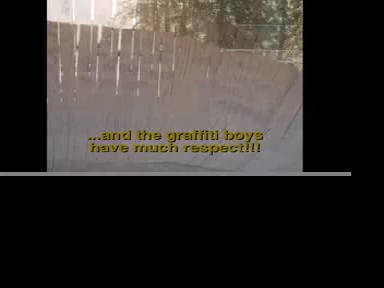 ...and the graffiti boys
have much respect!!!